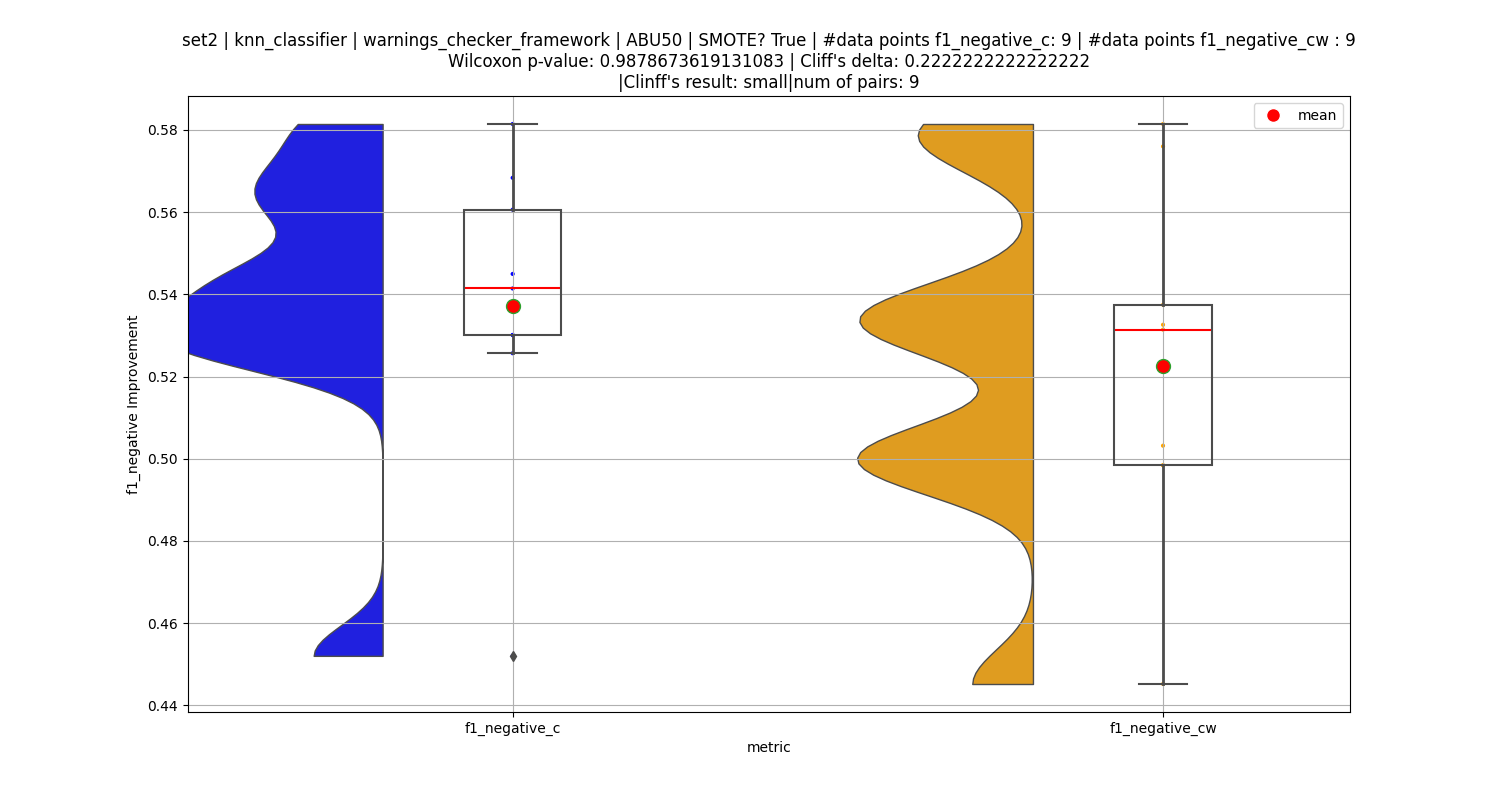 set2 | knn_classifier | warnings_checker_framework | ABU50 | SMOTE? True | #data points f1_negative_c: 9 | #data points f1_negative_cw : 9
Wilcoxon p-value: 0.9878673619131083 | Cliff's delta: 0.2222222222222222
|Clinff's result: small|num of pairs: 9
mean
0.58
0.56
0.54
0.52
0.50
0.48
0.46
0.44
f1_negative Improvement
f1_negative_c
f1_negative_cw
metric